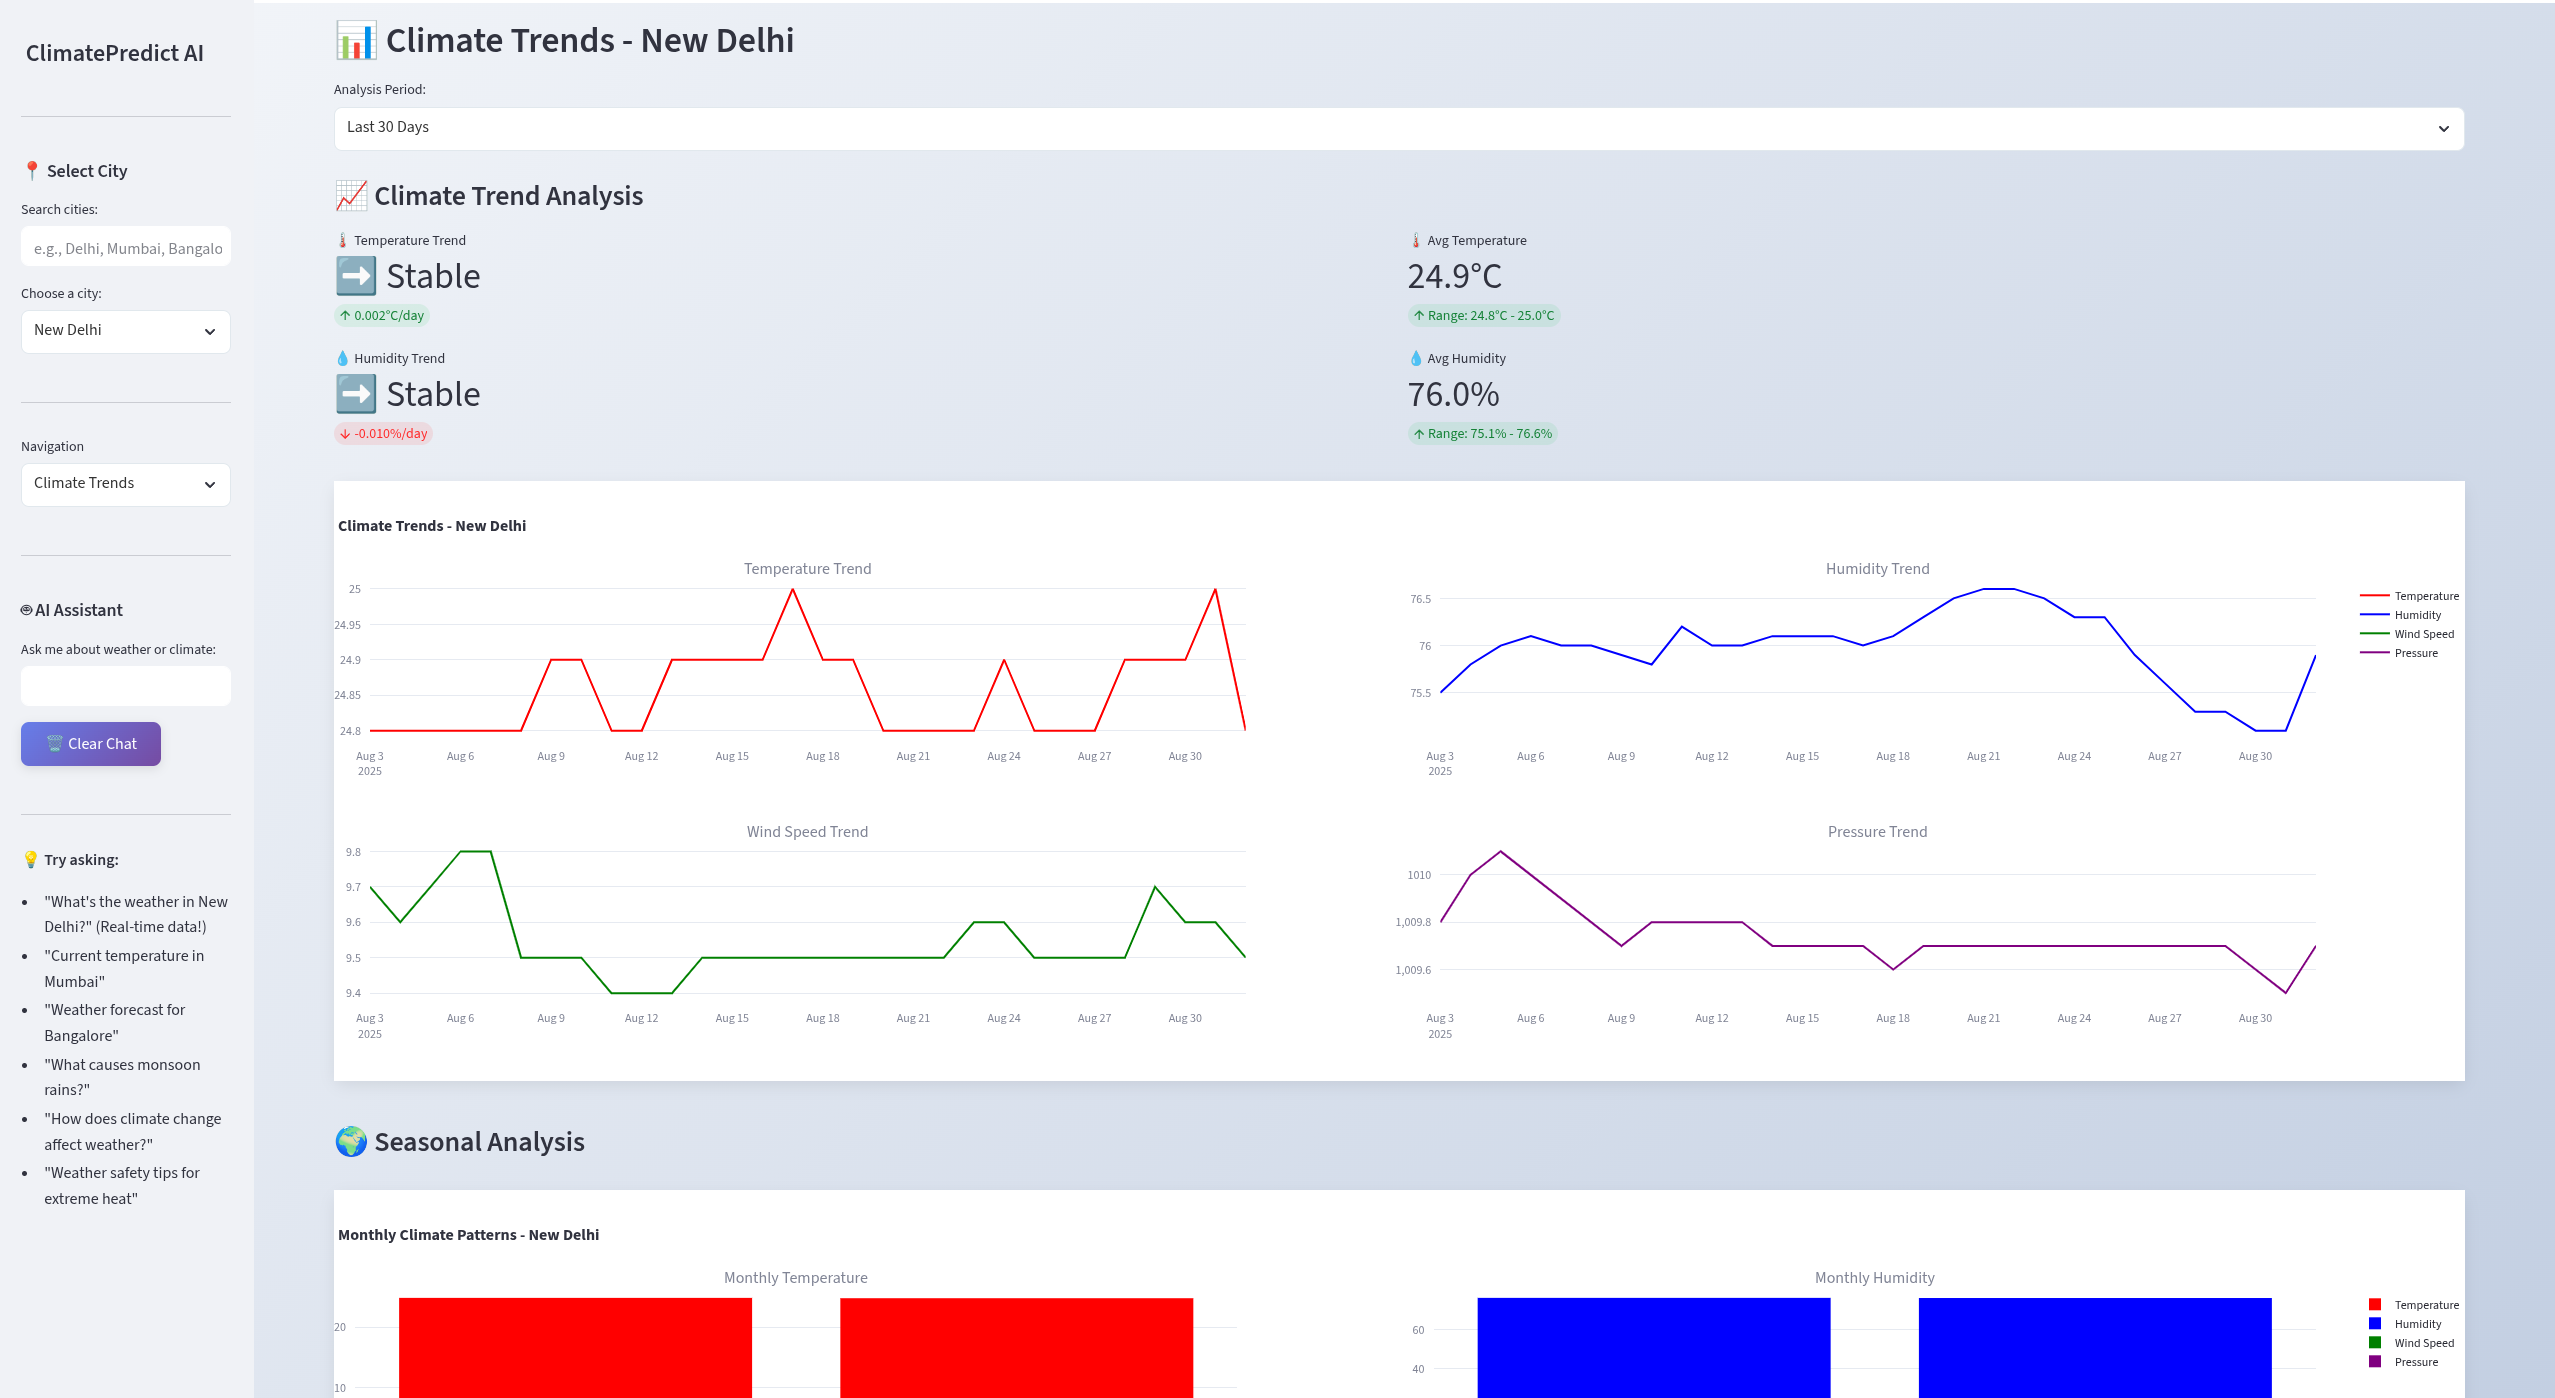 ClimatePredict AI
📍 Select City
Search cities:
e.g., Delhi, Mumbai, Bangalo
Choose a city:
New Delhi
Navigation
Climate Trends
AI Assistant
Ask me about weather or climate:
🗑️ Clear Chat
💡 Try asking:
• "What's the weather in New
Delhi?" (Real-time data!)
• "Current temperature in
Mumbai"
• "Weather forecast for
Bangalore"
• "What causes monsoon
rains?"
• "How does climate change
affect weather?"
• "Weather safety tips for
extreme heat"
📊 Climate Trends - New Delhi
Analysis Period:
Last 30 Days
📈 Climate Trend Analysis
🌡️ Temperature Trend
➡️ Stable
↑ 0.002°C/day
🌡️ Avg Temperature
24.9°C
↑ Range: 24.8°C - 25.0°C
💧 Humidity Trend
➡️ Stable
↓ -0.010%/day
💧 Avg Humidity
76.0%
↑ Range: 75.1% - 76.6%
Climate Trends - New Delhi
Temperature Trend
25
24.95
24.9
24.85
24.8
Aug 3 Aug 6 Aug 9 Aug 12 Aug 15 Aug 18 Aug 21 Aug 24 Aug 27 Aug 30
2025
Humidity Trend
76.5
76
75.5
Aug 3 Aug 6 Aug 9 Aug 12 Aug 15 Aug 18 Aug 21 Aug 24 Aug 27 Aug 30
2025
Temperature
Humidity
Wind Speed
Pressure
Wind Speed Trend
9.8
9.7
9.6
9.5
9.4
Aug 3 Aug 6 Aug 9 Aug 12 Aug 15 Aug 18 Aug 21 Aug 24 Aug 27 Aug 30
2025
Pressure Trend
1010
1,009.8
1,009.6
Aug 3 Aug 6 Aug 9 Aug 12 Aug 15 Aug 18 Aug 21 Aug 24 Aug 27 Aug 30
2025
🌍 Seasonal Analysis
Monthly Climate Patterns - New Delhi
Monthly Temperature
20
10
Monthly Humidity
60
40
Temperature
Humidity
Wind Speed
Pressure